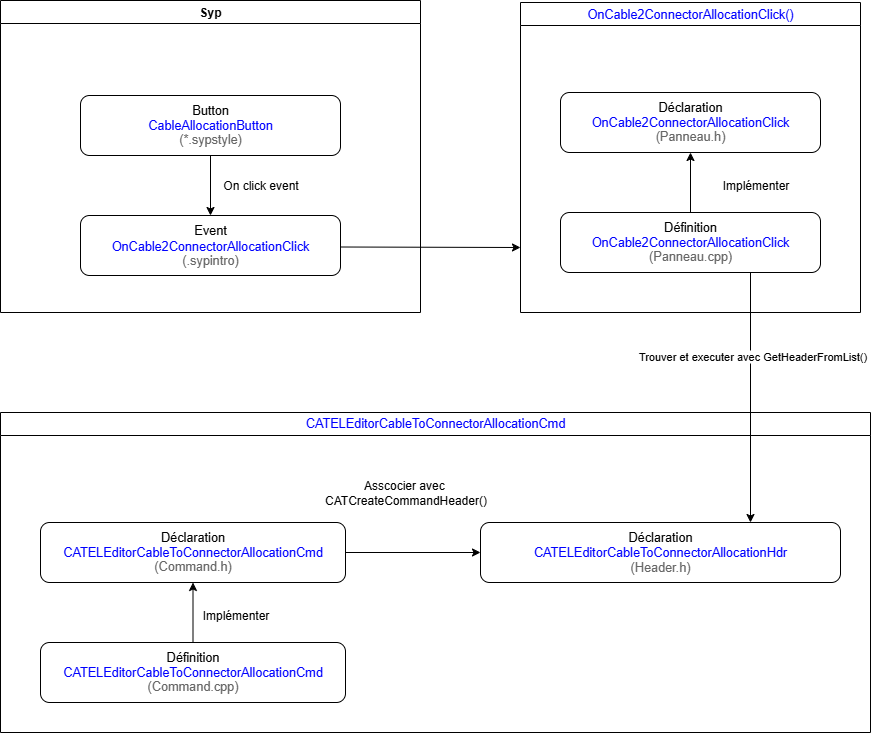 Syp
Button
CableAllocationButton
(*.sypstyle)
On click event
Event
OnCable2ConnectorAllocationClick
(.sypintro)
OnCable2ConnectorAllocationClick()
Déclaration
OnCable2ConnectorAllocationClick
(Panneau.h)
Implémenter
Définition
OnCable2ConnectorAllocationClick
(Panneau.cpp)
Trouver et executer avec GetHeaderFromList()
CATELEditorCableToConnectorAllocationCmd
Asscocier avec
CATCreateCommandHeader()
Déclaration
CATELEditorCableToConnectorAllocationCmd
(Command.h)
Déclaration
CATELEditorCableToConnectorAllocationHdr
(Header.h)
Implémenter
Définition
CATELEditorCableToConnectorAllocationCmd
(Command.cpp)